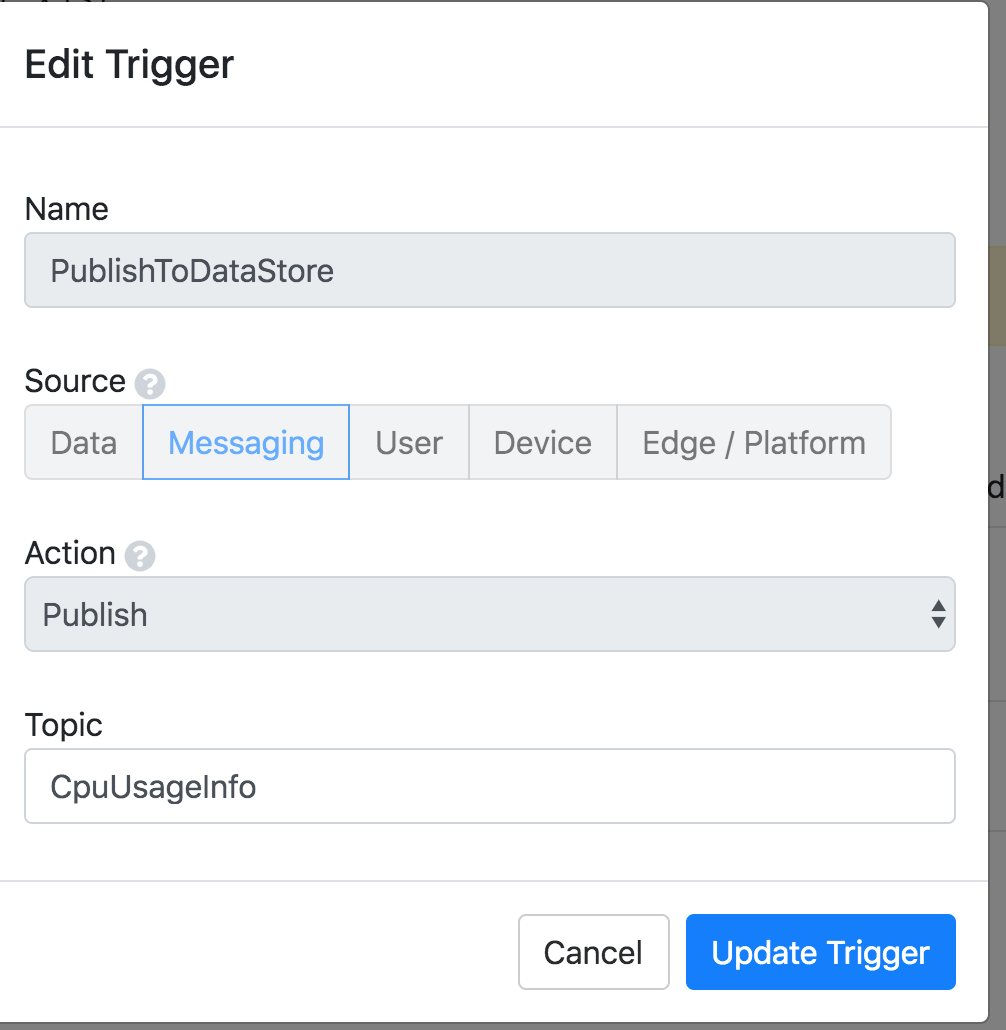 Edit Trigger
Name
PublishToDataStore
Source ?
Data Messaging User Device Edge / Platform
Action ?
Publish
Topic
CpuUsageInfo
Cancel Update Trigger